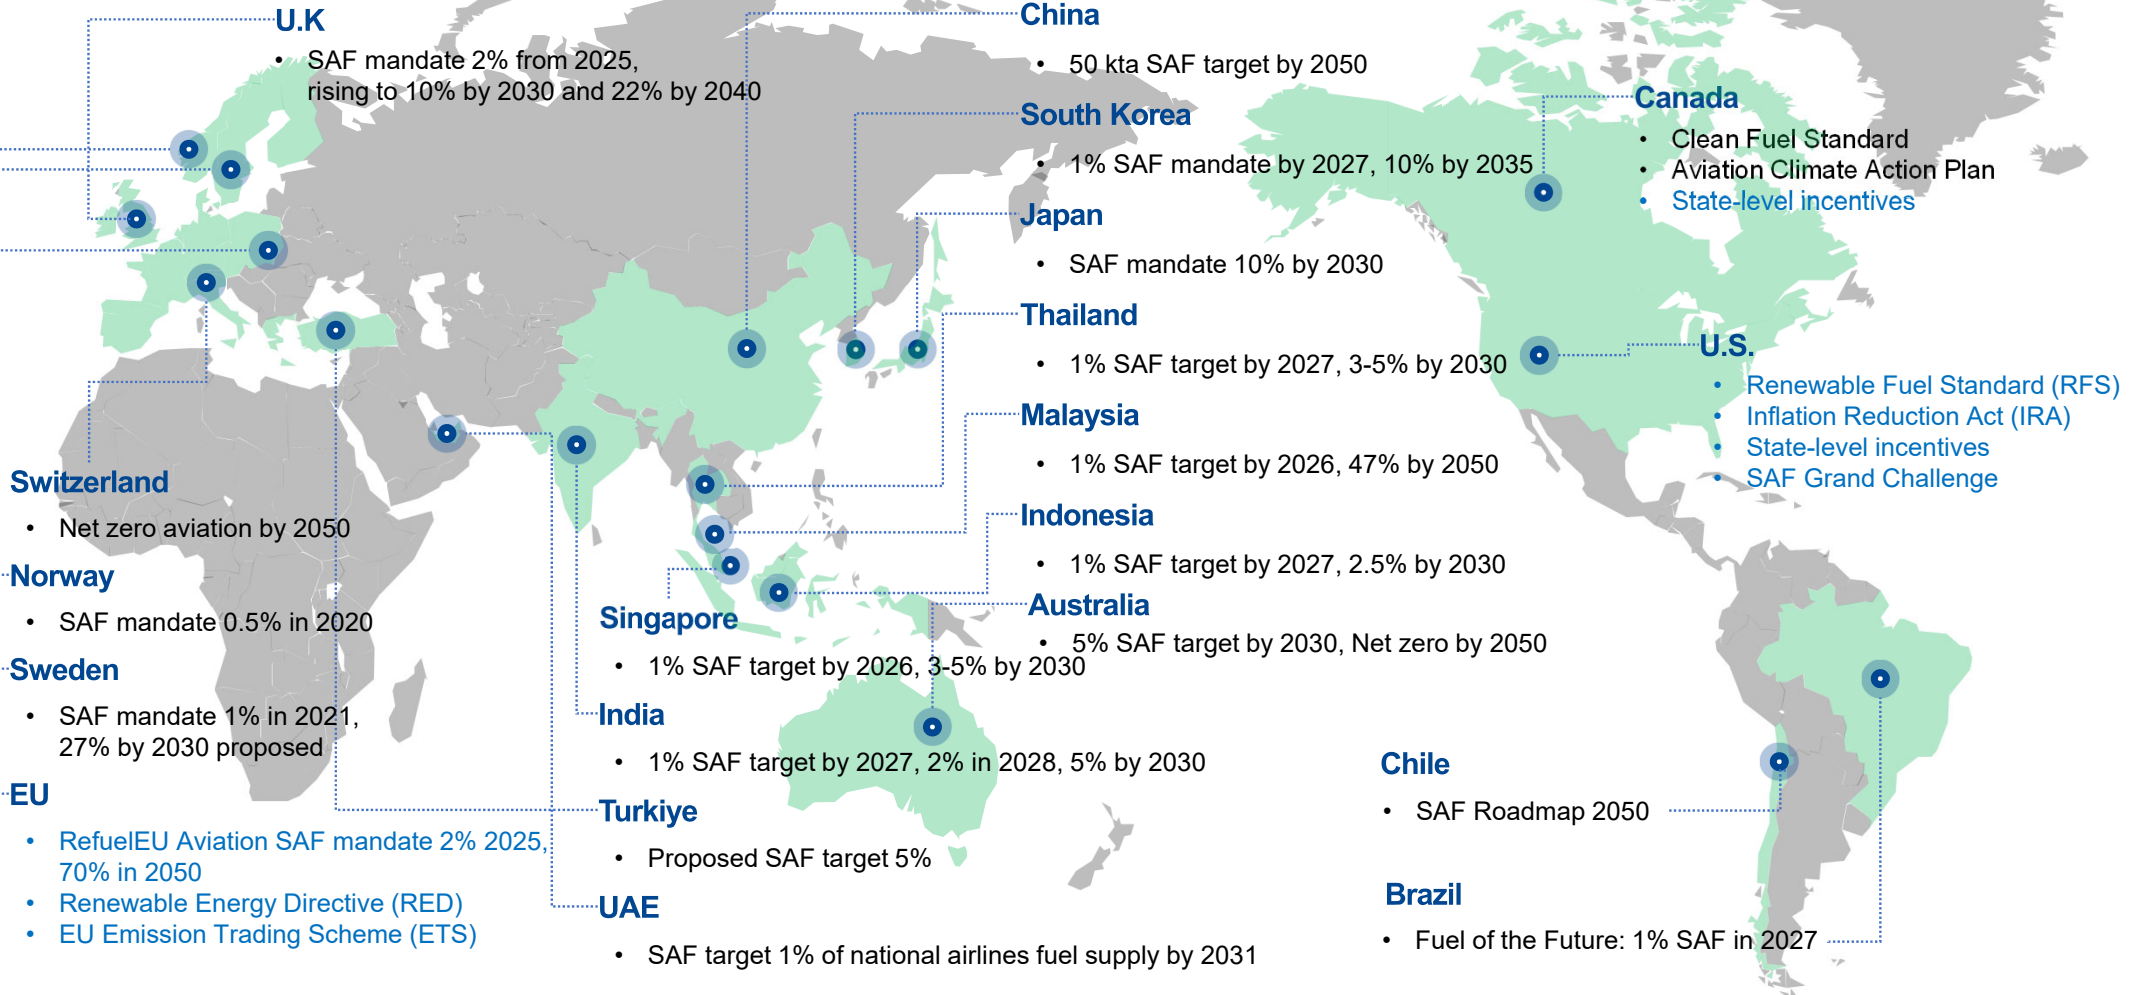 U.K
• SAF mandate 2% from 2025,
rising to 10% by 2030 and 22% by 2040
China
• 50 kta SAF target by 2050
South Korea
• 1% SAF mandate by 2027, 10% by 2035
Japan
• SAF mandate 10% by 2030
Thailand
• 1% SAF target by 2027, 3-5% by 2030
Malaysia
• 1% SAF target by 2026, 47% by 2050
Indonesia
• 1% SAF target by 2027, 2.5% by 2030
Australia
• 5% SAF target by 2030, Net zero by 2050
Canada
• Clean Fuel Standard
• Aviation Climate Action Plan
• State-level incentives
U.S.
• Renewable Fuel Standard (RFS)
• Inflation Reduction Act (IRA)
• State-level incentives
• SAF Grand Challenge
Switzerland
• Net zero aviation by 2050
Norway
• SAF mandate 0.5% in 2020
Sweden
• SAF mandate 1% in 2021,
27% by 2030 proposed
EU
• RefuelEU Aviation SAF mandate 2% 2025,
70% in 2050
• Renewable Energy Directive (RED)
• EU Emission Trading Scheme (ETS)
Singapore
• 1% SAF target by 2026, 3-5% by 2030
India
• 1% SAF target by 2027, 2% in 2028, 5% by 2030
Turkiye
• Proposed SAF target 5%
UAE
• SAF target 1% of national airlines fuel supply by 2031
Chile
• SAF Roadmap 2050
Brazil
• Fuel of the Future: 1% SAF in 2027